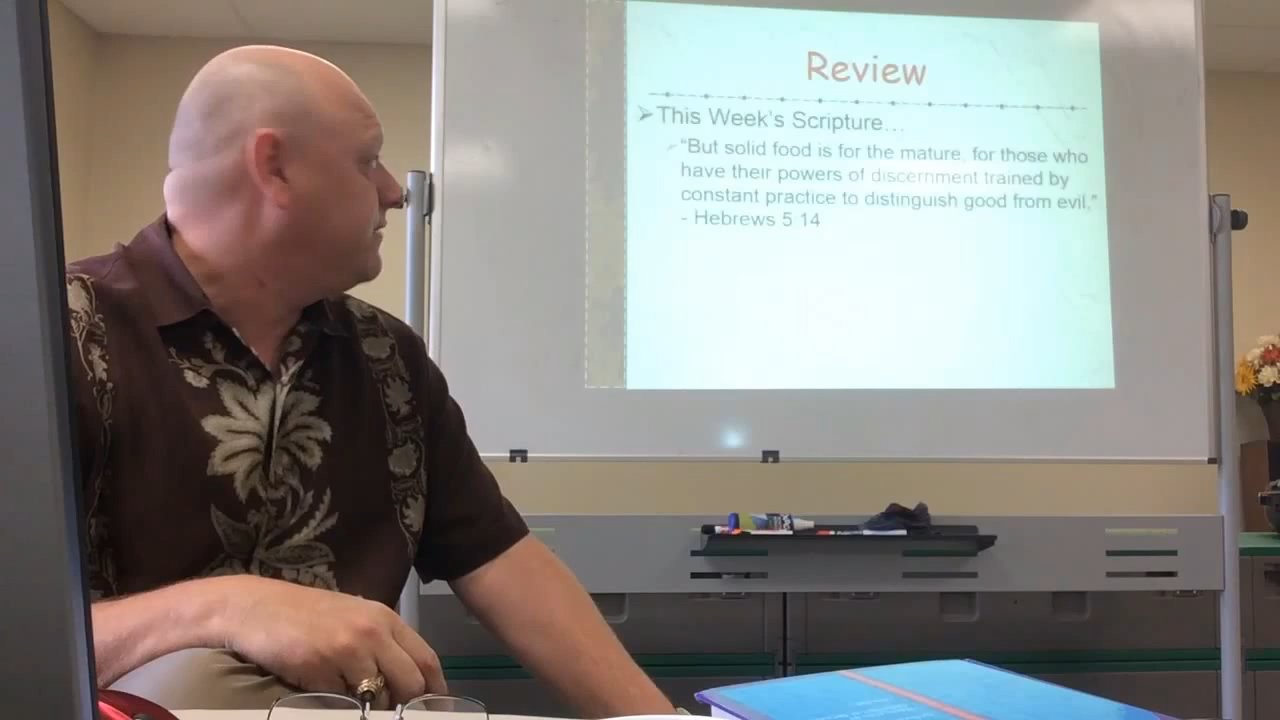 Review
This Week's Scripture...
"But solid food is for the mature, for those who
have their powers of discernment trained by
constant practice to distinguish good from evil."
- Hebrews 5:14